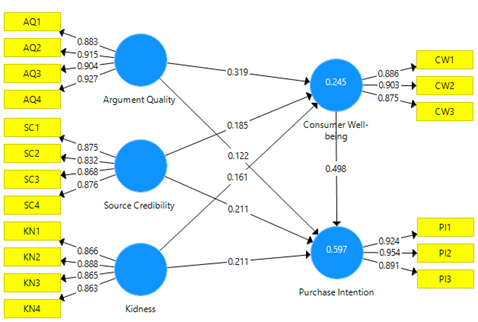 AQ1
AQ2
AQ3
AQ4
0.883
0.915
0.904
0.927
Argument Quality
SC1
SC2
SC3
SC4
0.875
0.832
0.868
0.876
Source Credibility
KN1
KN2
KN3
KN4
0.866
0.888
0.865
0.863
Kidness
0.319
0.185
0.122
0.161
0.211
0.211
0.245
Consumer Well-
being
0.886
0.903
0.875
CW1
CW2
CW3
0.498
0.597
Purchase Intention
0.924
0.954
0.891
PI1
PI2
PI3